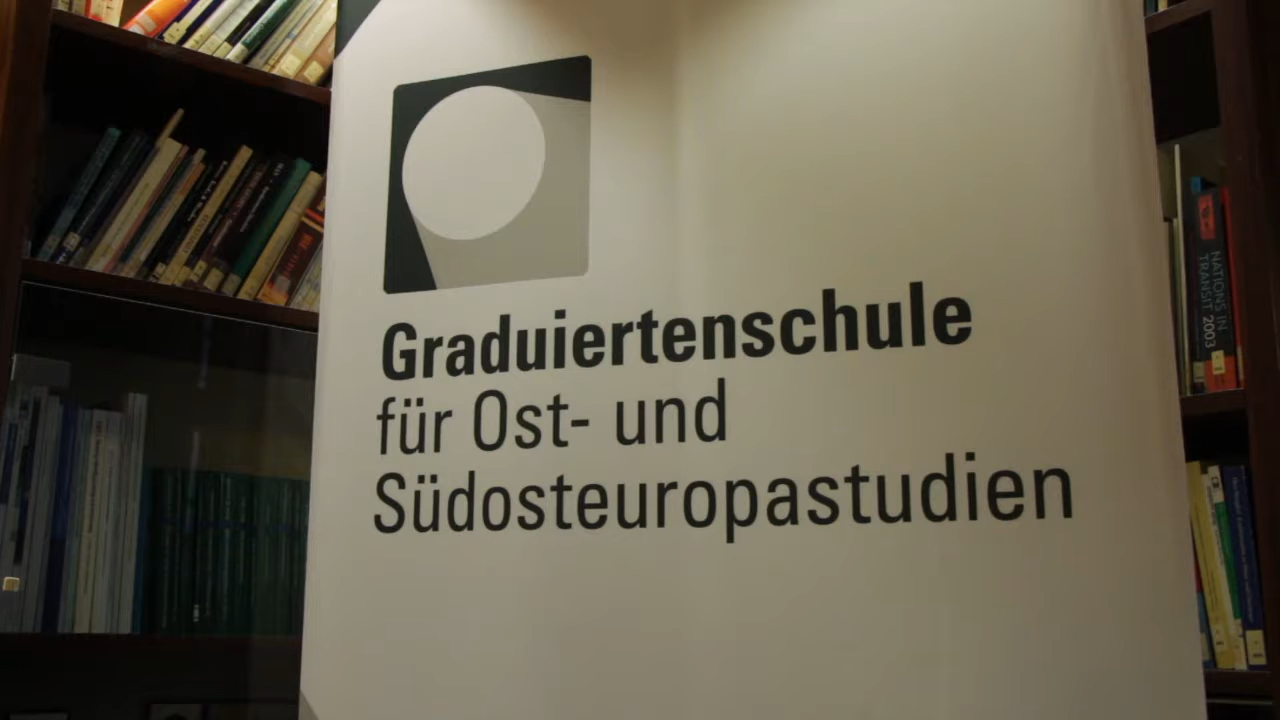 Graduiertenschule
für Ost- und
Südosteuropastudien
NATIONS IN
TRANSIT 2003